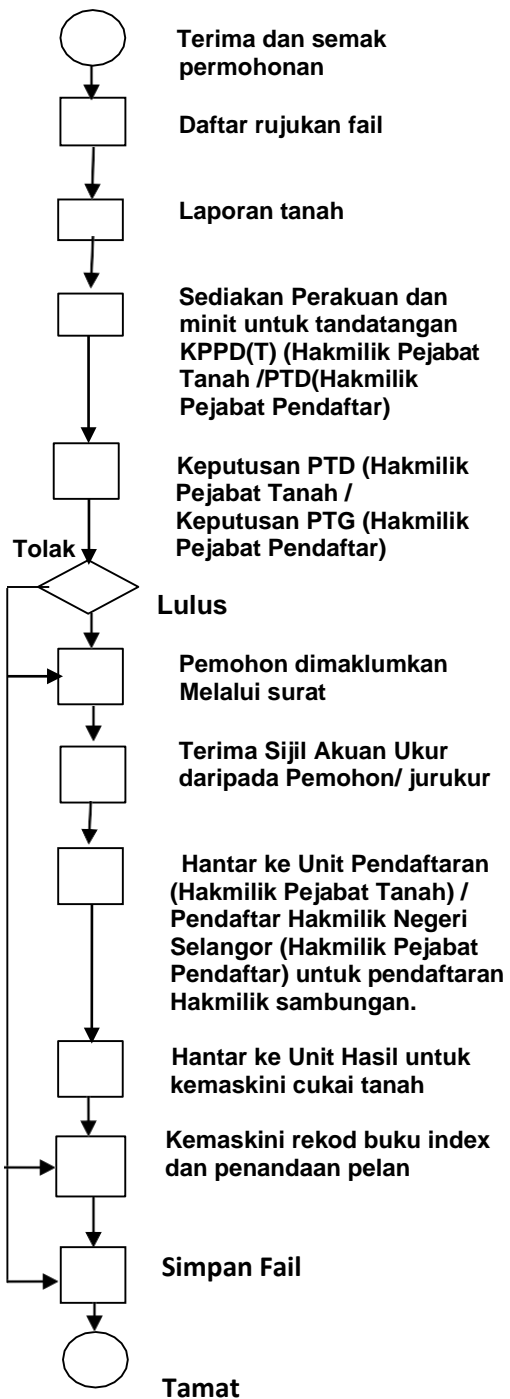 Terima dan semak
permohonan
Daftar rujukan fail
Laporan tanah
Sediakan Perakuan dan
minit untuk tandatangan
KPPD(T) (Hakmilik Pejabat
Tanah /PTD(Hakmilik
Pejabat Pendaftar)
Keputusan PTD (Hakmilik
Pejabat Tanah /
Keputusan PTG (Hakmilik
Pejabat Pendaftar)
Tolak
Lulus
Pemohon dimaklumkan
Melalui surat
Terima Sijil Akuan Ukur
daripada Pemohon/ jurukur
Hantar ke Unit Pendaftaran
(Hakmilik Pejabat Tanah) /
Pendaftar Hakmilik Negeri
Selangor (Hakmilik Pejabat
Pendaftar) untuk pendaftaran
Hakmilik sambungan.
Hantar ke Unit Hasil untuk
kemaskini cukai tanah
Kemaskini rekod buku index
dan penandaan pelan
Simpan Fail
Tamat